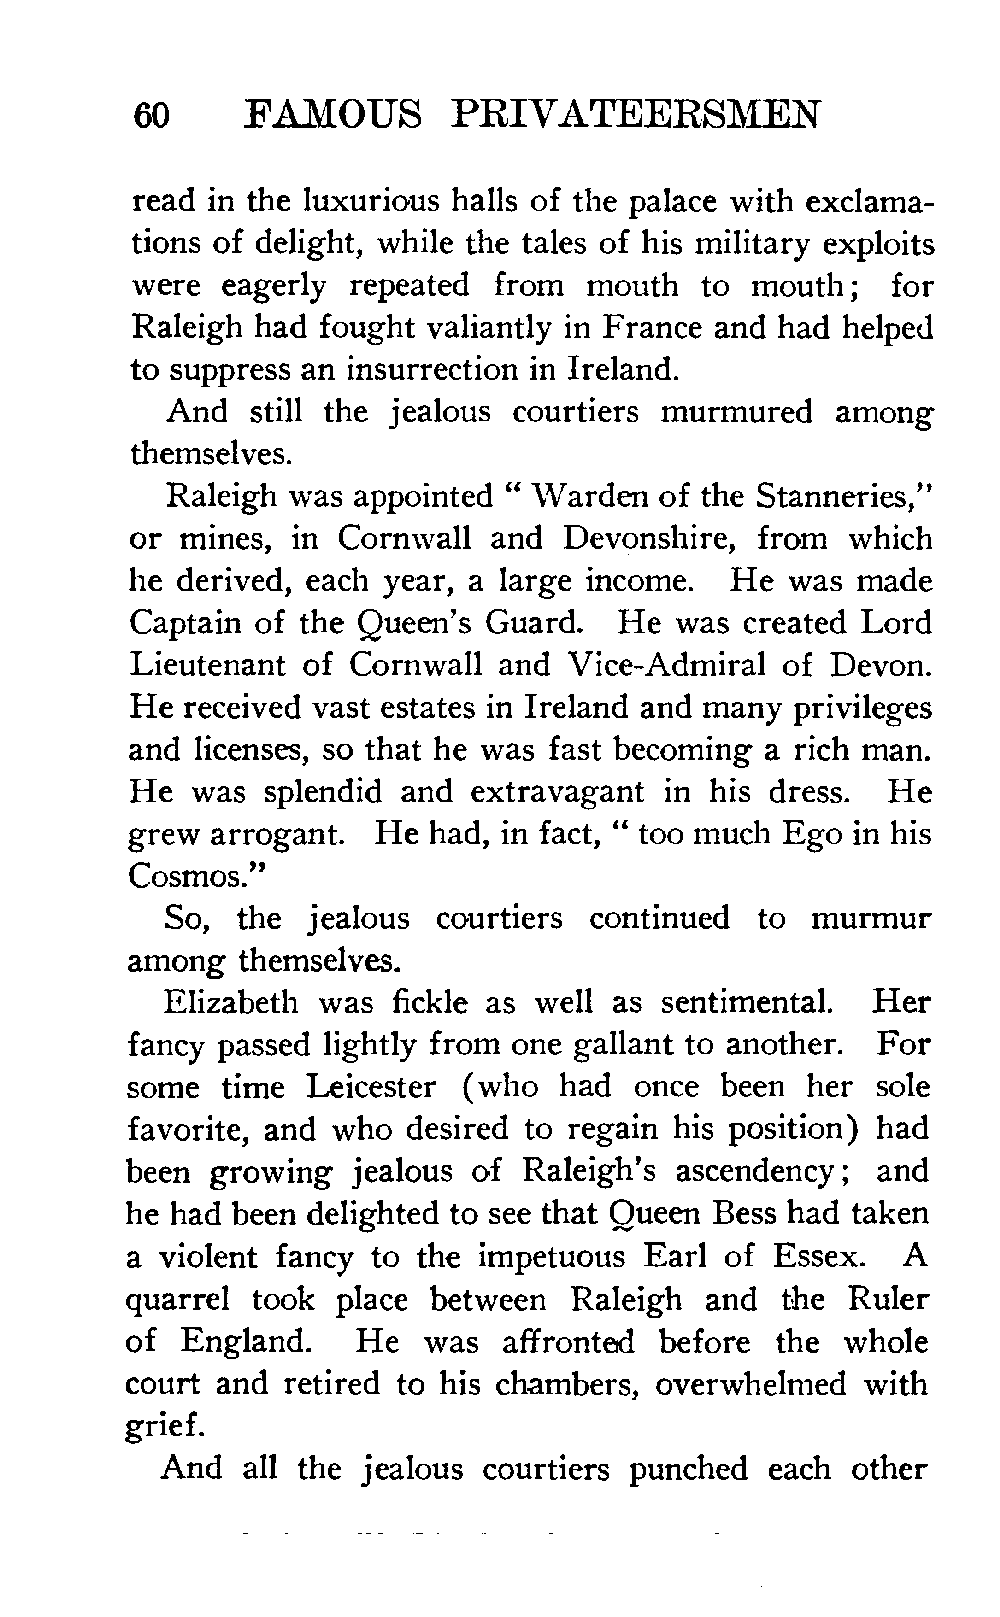 60 FAMOUS PRIVATEERSMEN
read in the luxurious halls of the palace with exclama-
tions of delight, while the tales of his military exploits
were eagerly repeated from mouth to mouth; for
Raleigh had fought valiantly in France and had helped
to suppress an insurrection in Ireland.
And still the jealous courtiers murmured among
themselves.
Raleigh was appointed “ Warden of the Stanneries,”
or mines, in Cornwall and Devonshire, from which
he derived, each year, a large income. He was made
Captain of the Queen’s Guard. He was created Lord
Lieutenant of Cornwall and Vice-Admiral of Devon.
He received vast estates in Ireland and many privileges
and licenses, so that he was fast becoming a rich man.
He was splendid and extravagant in his dress. He
grew arrogant. He had, in fact, “ too much Ego in his
Cosmos.”
So, the jealous courtiers continued to murmur
among themselves.
Elizabeth was fickle as well as sentimental. Her
fancy passed lightly from one gallant to another. For
some time Leicester (who had once been her sole
favorite, and who desired to regain his position) had
been growing jealous of Raleigh’s ascendency; and
he had been delighted to see that Queen Bess had taken
a violent fancy to the impetuous Earl of Essex. A
quarrel took place between Raleigh and the Ruler
of England. He was affronted before the whole
court and retired to his chambers, overwhelmed with
grief.
And all the jealous courtiers punched each other